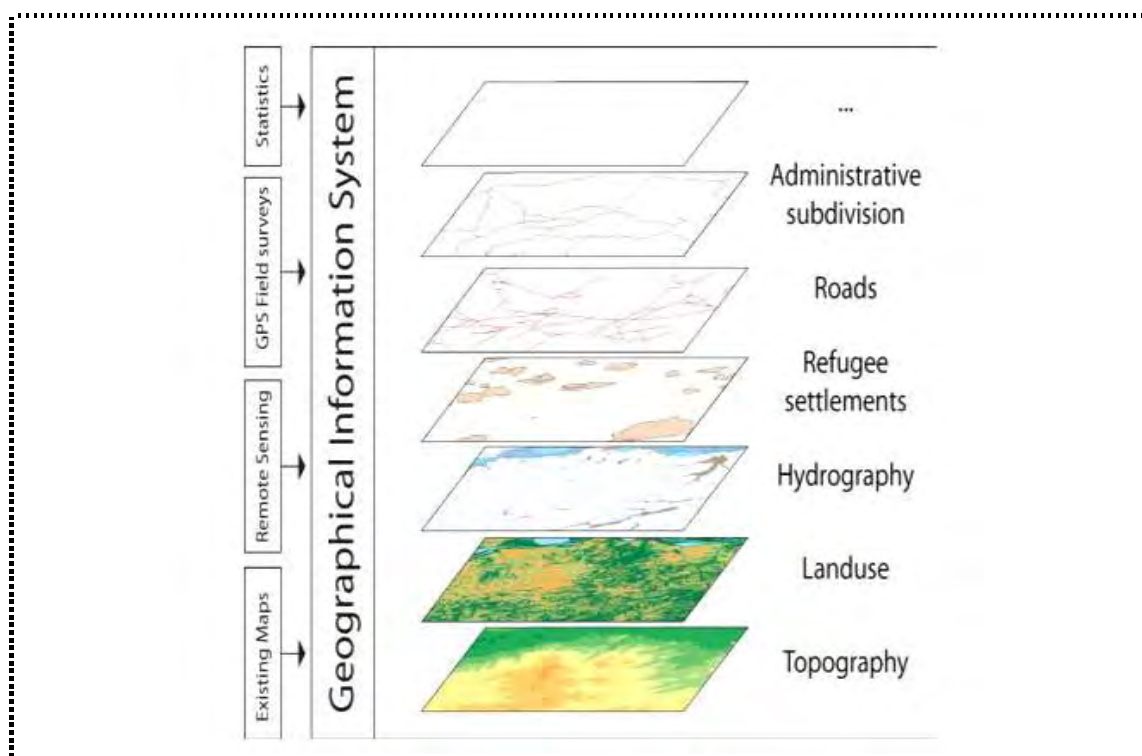 Statistics
GPS Field surveys
Remote Sensing
Existing Maps
Geographical Information System
...
Administrative
subdivision
Roads
Refugee
settlements
Hydrography
Landuse
Topography